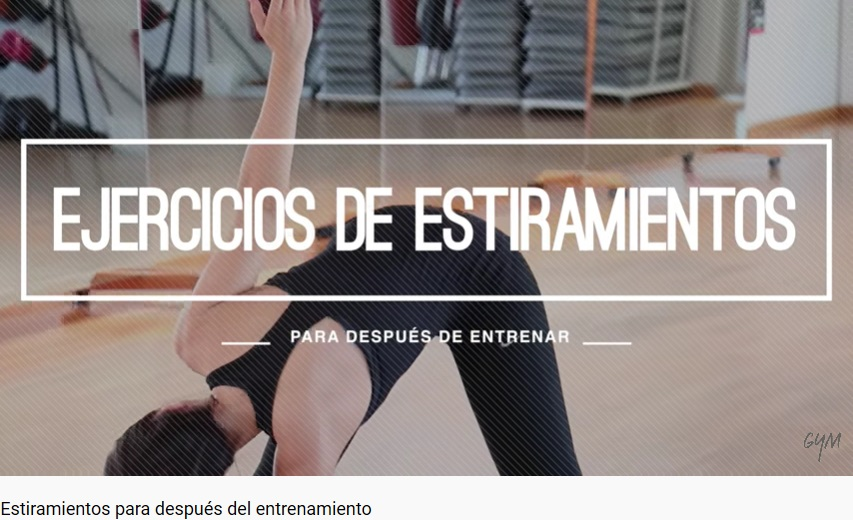 EJERCICIOS DE ESTIRAMIENTOS
PARA DESPUÉS DE ENTRENAR
GYM
Estiramientos para después del entrenamiento